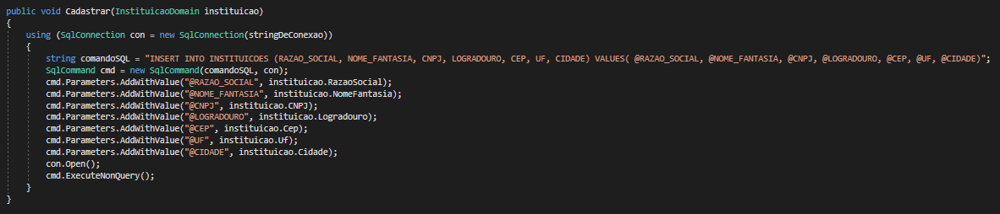 public void Cadastrar(InstituicaoDomain instituicao)
{
using (SqlConnection con = new SqlConnection(stringDeConexao))
{
string comandoSQL = "INSERT INTO INSTITUICOES (RAZAO_SOCIAL, NOME_FANTASIA, CNPJ, LOGRADOURO, CEP, UF, CIDADE) VALUES( @RAZAO_SOCIAL, @NOME_FANTASIA, @CNPJ, @LOGRADOURO, @CEP, @UF, @CIDADE)";
SqlCommand cmd = new SqlCommand(comandoSQL, con);
cmd.Parameters.AddWithValue("@RAZAO_SOCIAL", instituicao.RazaoSocial);
cmd.Parameters.AddWithValue("@NOME_FANTASIA", instituicao.NomeFantasia);
cmd.Parameters.AddWithValue("@CNPJ", instituicao.CNPJ);
cmd.Parameters.AddWithValue("@LOGRADOURO", instituicao.Logradouro);
cmd.Parameters.AddWithValue("@CEP", instituicao.Cep);
cmd.Parameters.AddWithValue("@UF", instituicao.Uf);
cmd.Parameters.AddWithValue("@CIDADE", instituicao.Cidade);
con.Open();
cmd.ExecuteNonQuery();
}
}